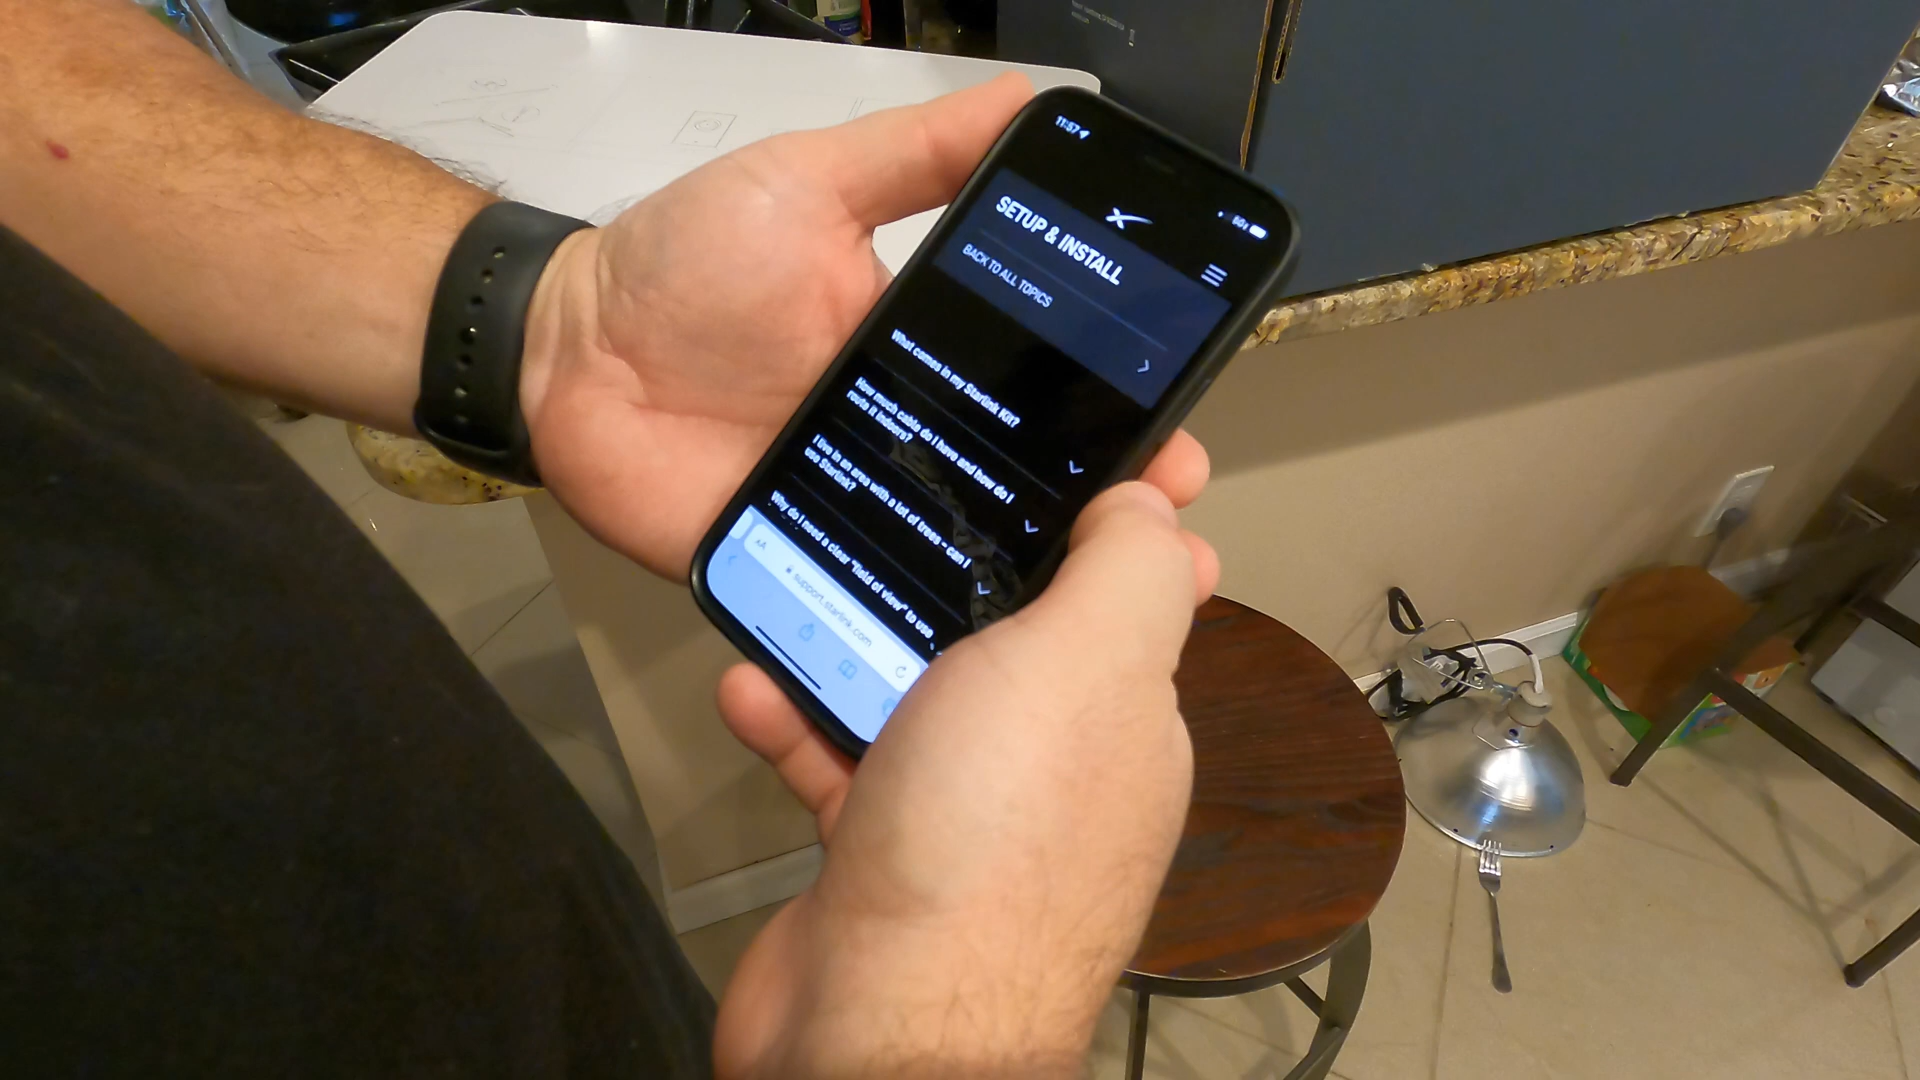 11:57
5G
SETUP & INSTALL
BACK TO ALL TOPICS
What comes in my Starlink Kit?
How much cable do I have and how do I
route it indoors?
I live in an area with a lot of trees - can I
use Starlink?
Why do I need a clear "field of view" to use
AA
support.starlink.com